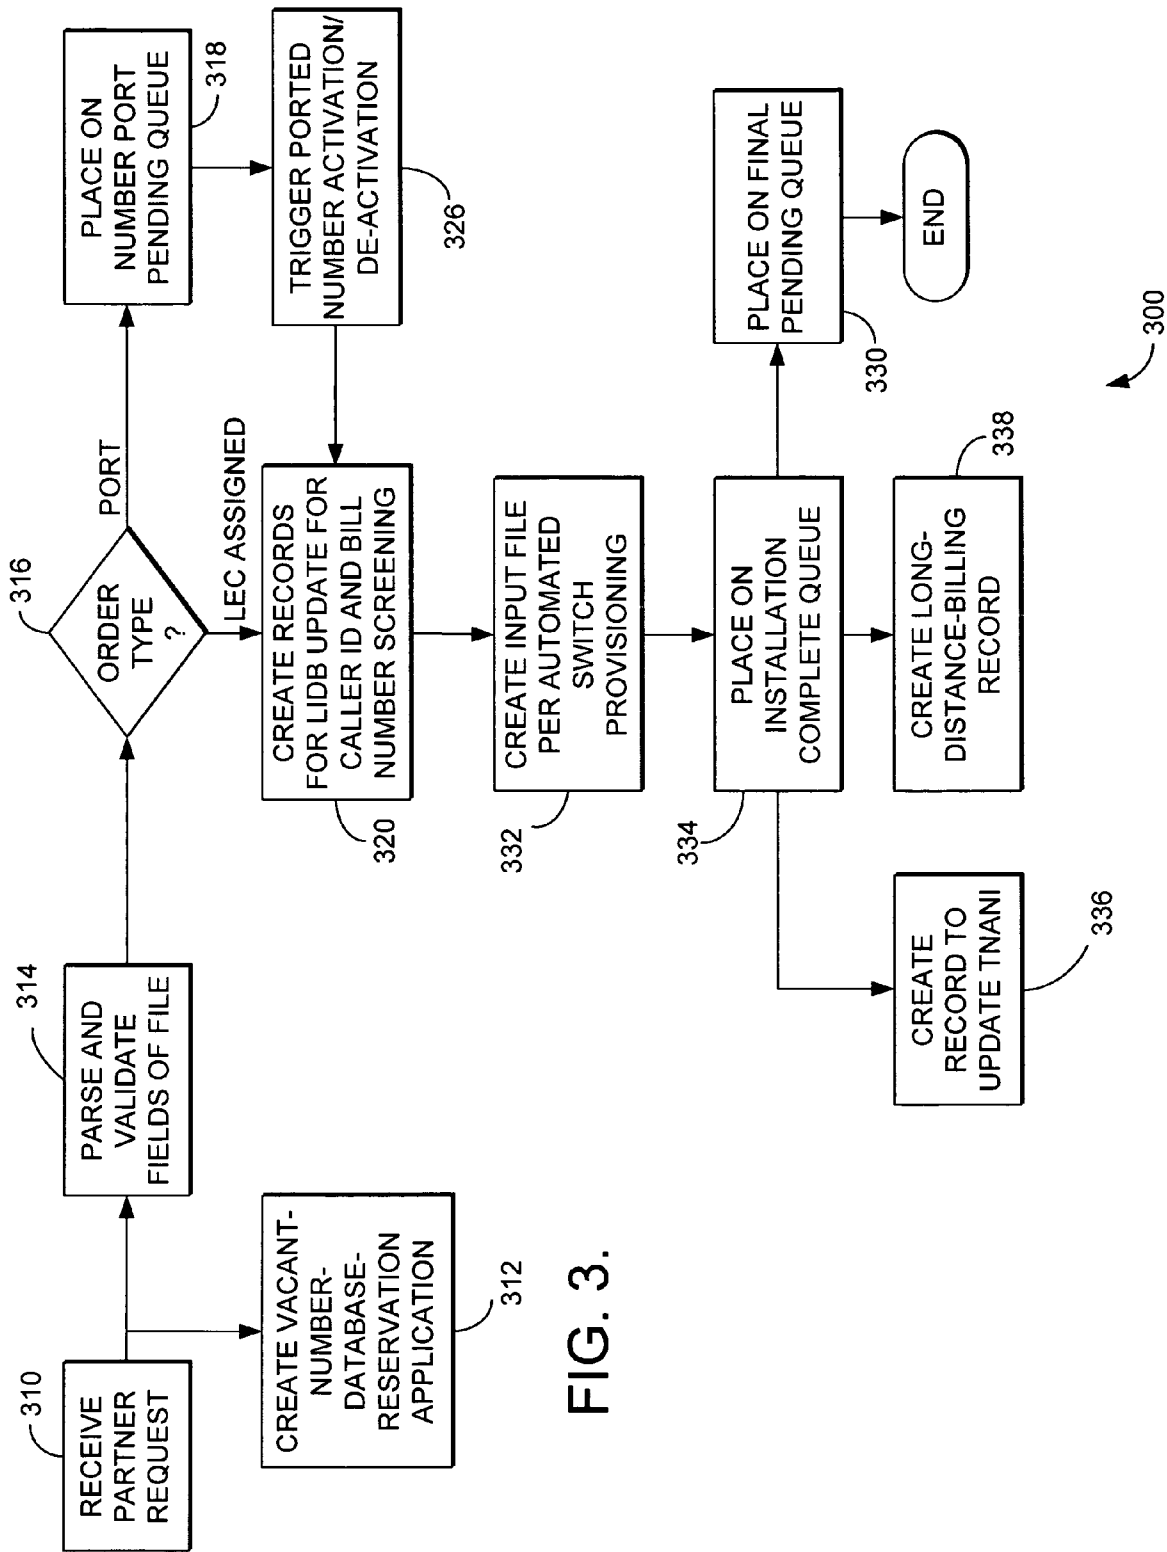 310
RECEIVE
PARTNER
REQUEST
CREATE VACANT-
NUMBER-
DATABASE-
RESERVATION
APPLICATION
312
314
PARSE AND
VALIDATE
FIELDS OF FILE
316
ORDER
TYPE
?
PORT
LEC ASSIGNED
PLACE ON
NUMBER PORT
PENDING QUEUE
318
TRIGGER PORTED
NUMBER ACTIVATION/
DE-ACTIVATION
326
CREATE RECORDS
FOR LIDB UPDATE FOR
CALLER ID AND BILL
NUMBER SCREENING
320
CREATE INPUT FILE
PER AUTOMATED
SWITCH
PROVISIONING
332
PLACE ON
INSTALLATION
COMPLETE QUEUE
334
PLACE ON FINAL
PENDING QUEUE
330
END
CREATE
RECORD TO
UPDATE TNANI
336
CREATE LONG-
DISTANCE-BILLING
RECORD
338
300
FIG. 3.